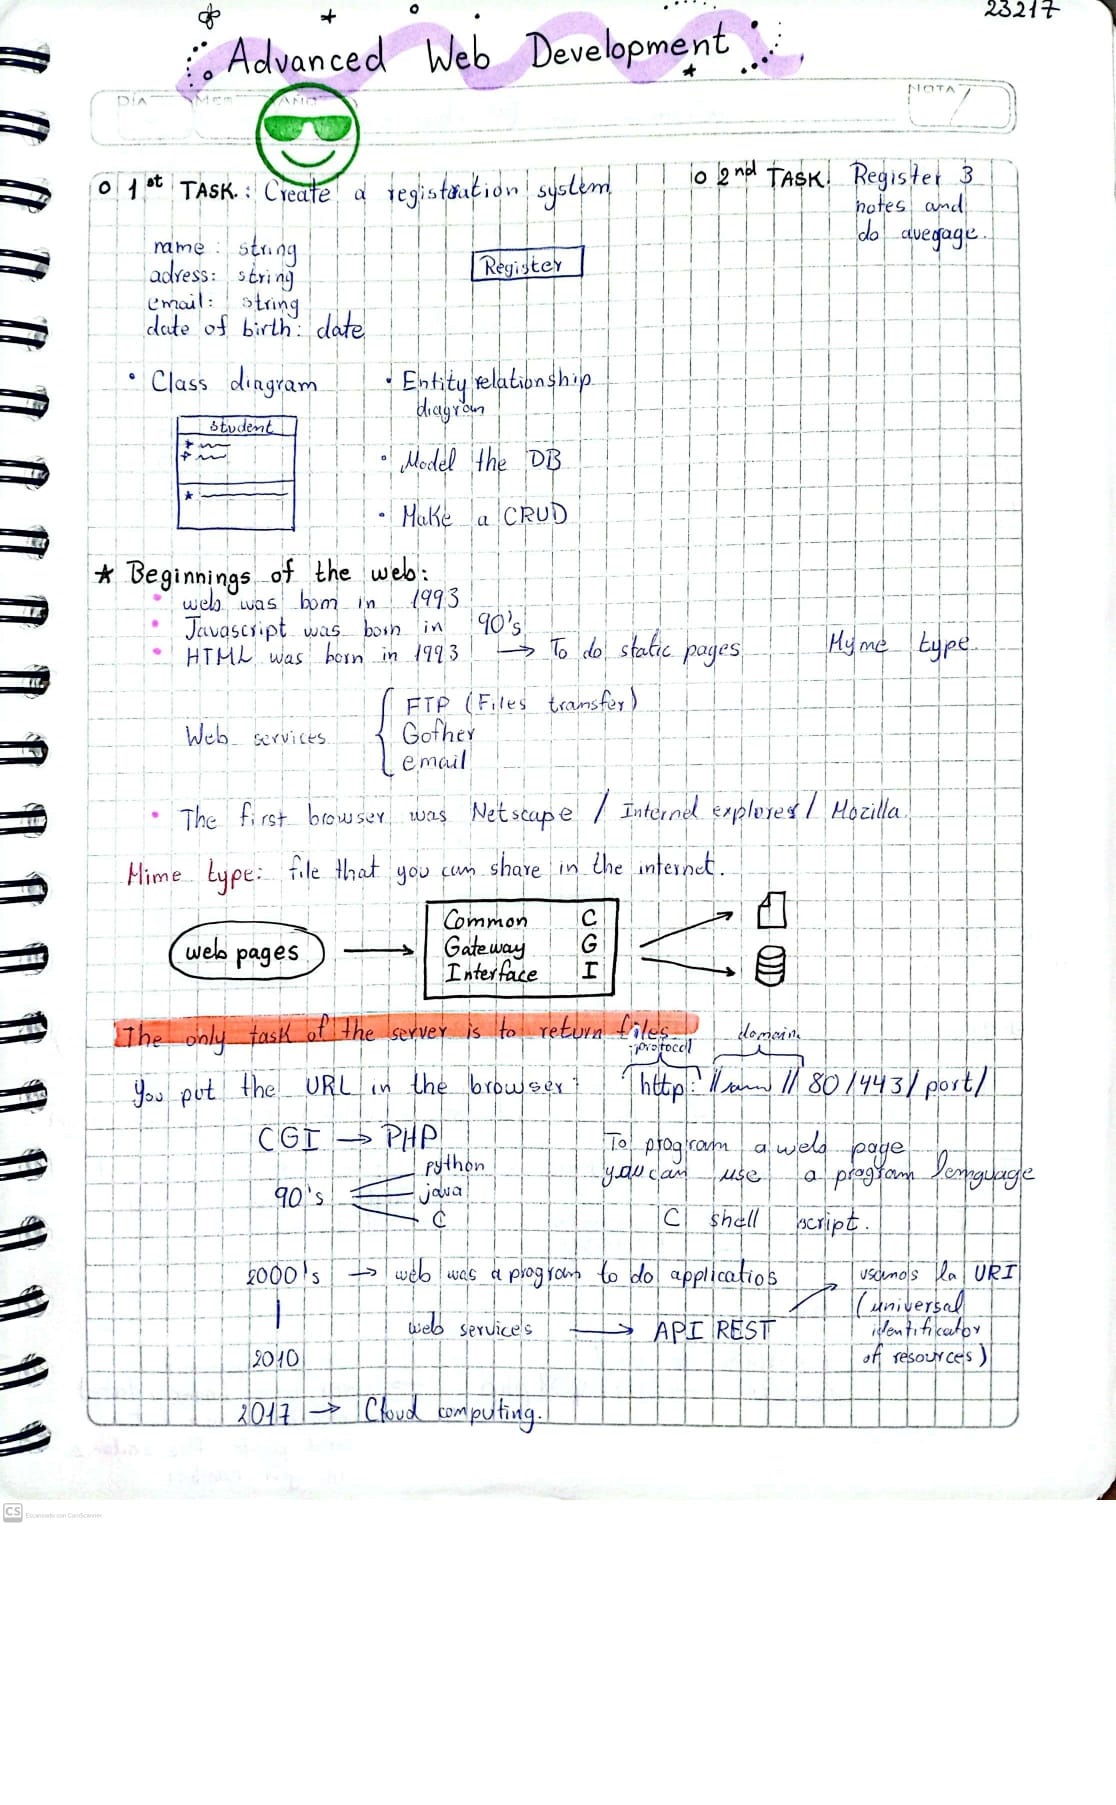 23217
Advanced Web Development
DÍA MES AÑO NOTA
o 1st TASK.: Create a registration system
o 2nd TASK. Register 3
notes and
do avegage.
name: string
adress: string
email: string
date of birth: date
Register
• Class diagram
• Entity relationship
diagram
student
• Model the DB
• Make a CRUD
★ Beginnings of the web:
• web was born in 1993
• Javascript was born in 90's
• HTML was born in 1993 → To do static pages
Myme type
Web services { FTP (Files transfer)
Gofher
email
• The first browser was Netscape / Internel explorer / Mozilla.
Mime type: file that you can share in the internet.
web pages →
Common C
Gateway G
Interface I
The only task of the server is to return files
protocol
domain.
You put the URL in the browser: http: // // 80/443/port/
CGI → PHP
90's
python
java
C
To program a web page
you can use a program lenguage
C shell script.
2000's → web was a program to do applicatios
web services → API REST
usamos la URI
(universal
identificator
of resources)
2010
2017 → Cloud computing.
CS Escaneado con CamScanner